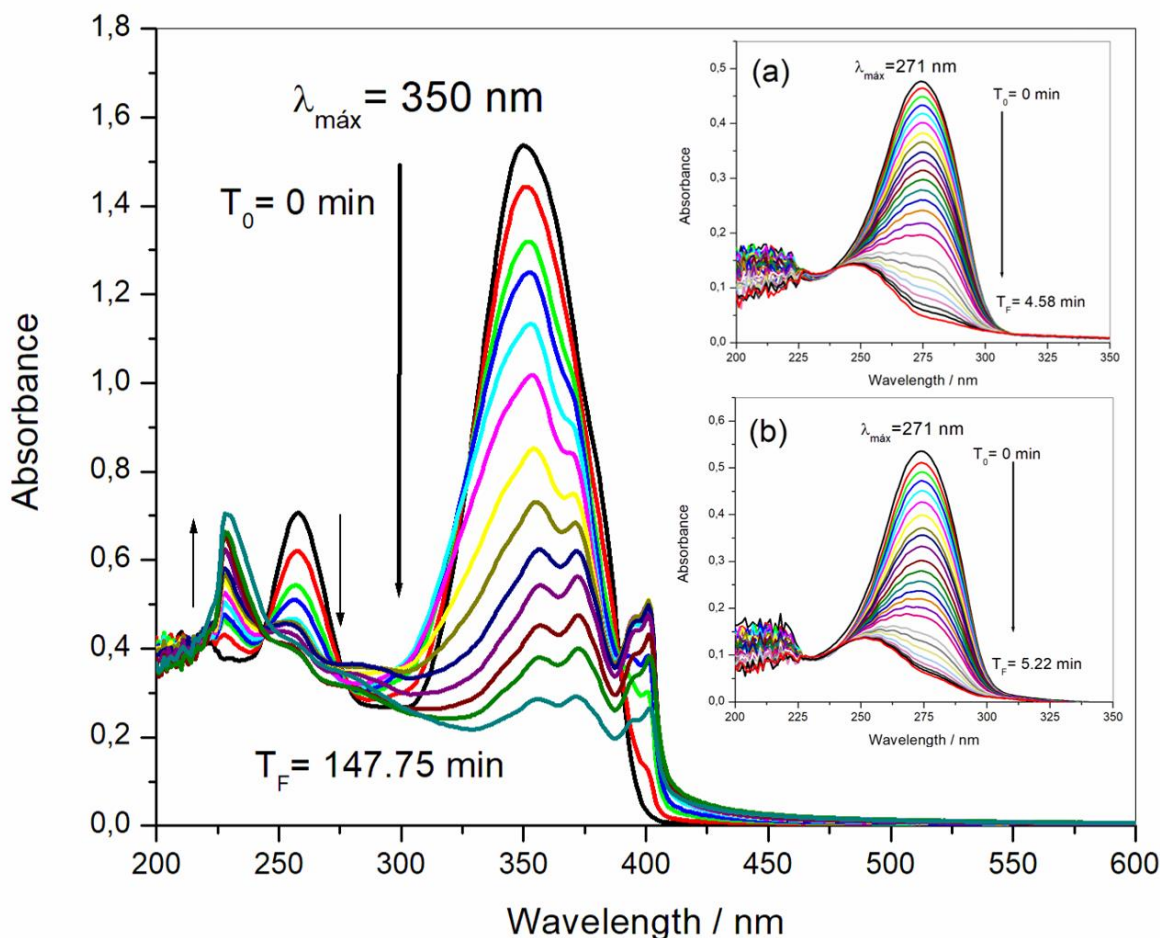 λmáx = 350 nm
T0= 0 min
TF= 147.75 min
Absorbance
1,8
1,6
1,4
1,2
1,0
0,8
0,6
0,4
0,2
0,0
200 250 300 350 400 450 500 550 600
Wavelength / nm
(a)
λmáx=271 nm
T0= 0 min
TF= 4.58 min
Absorbance
0,5
0,4
0,3
0,2
0,1
0,0
200 225 250 275 300 325 350
Wavelength / nm
(b)
λmáx=271 nm
T0= 0 min
TF= 5.22 min
Absorbance
0,6
0,5
0,4
0,3
0,2
0,1
0,0
200 225 250 275 300 325 350
Wavelength / nm